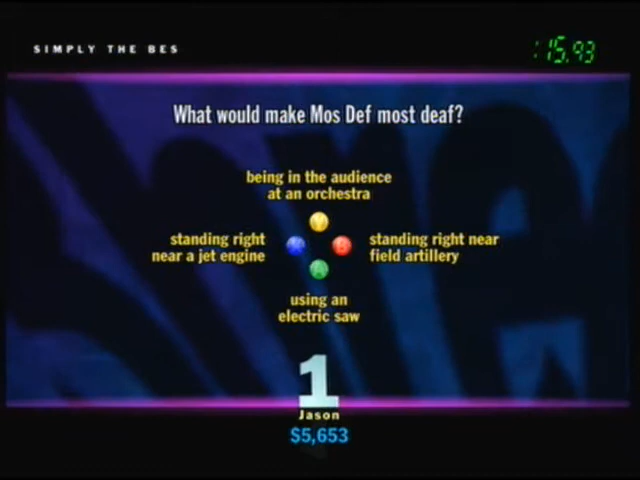 SIMPLY THE BES
:15.93
What would make Mos Def most deaf?
being in the audience
at an orchestra
Y
standing right
near a jet engine
X
B
standing right near
field artillery
A
using an
electric saw
1
Jason
$5,653